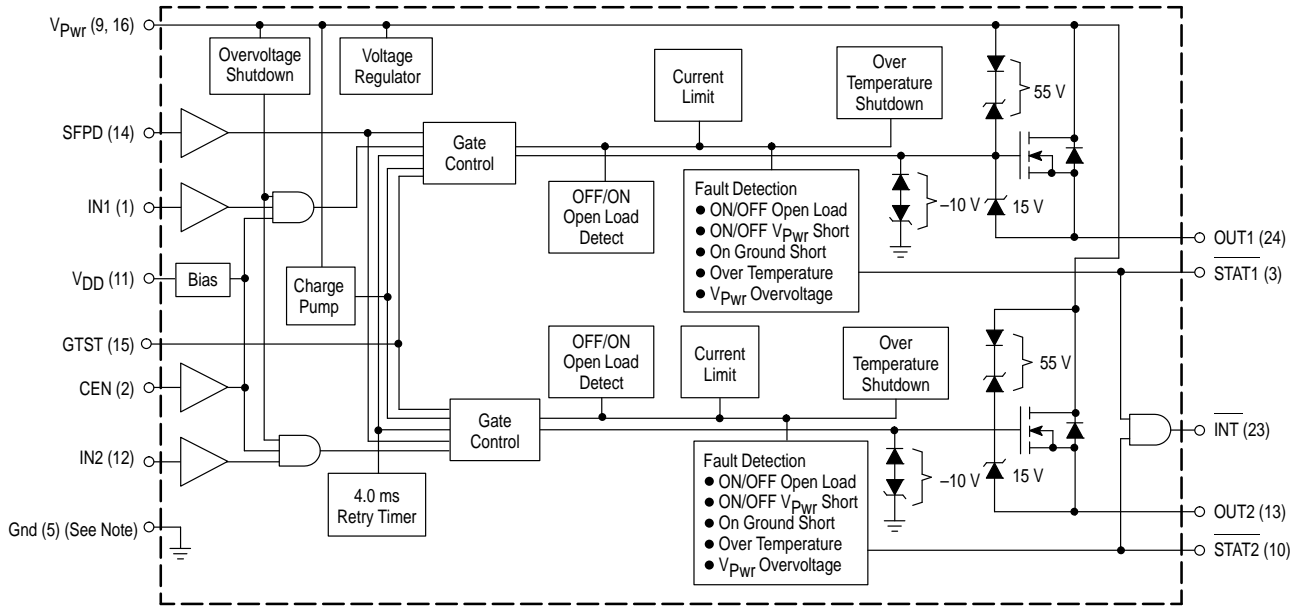 VPwr (9, 16)
SFPD (14)
IN1 (1)
VDD (11)
GTST (15)
CEN (2)
IN2 (12)
Gnd (5) (See Note)
Overvoltage
Shutdown
Voltage
Regulator
Bias
Charge
Pump
4.0 ms
Retry Timer
Gate
Control
OFF/ON
Open Load
Detect
Current
Limit
Over
Temperature
Shutdown
Fault Detection
● ON/OFF Open Load
● ON/OFF VPwr Short
● On Ground Short
● Over Temperature
● VPwr Overvoltage
–10 V
55 V
15 V
Gate
Control
OFF/ON
Open Load
Detect
Current
Limit
Over
Temperature
Shutdown
Fault Detection
● ON/OFF Open Load
● ON/OFF VPwr Short
● On Ground Short
● Over Temperature
● VPwr Overvoltage
–10 V
55 V
15 V
OUT1 (24)
STAT1 (3)
INT (23)
OUT2 (13)
STAT2 (10)